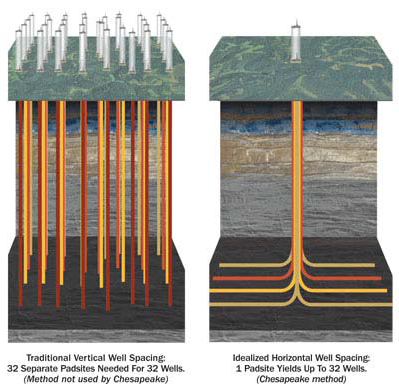 Traditional Vertical Well Spacing:
32 Separate Padsites Needed For 32 Wells.
(Method not used by Chesapeake)
Idealized Horizontal Well Spacing:
1 Padsite Yields Up To 32 Wells.
(Chesapeake method)